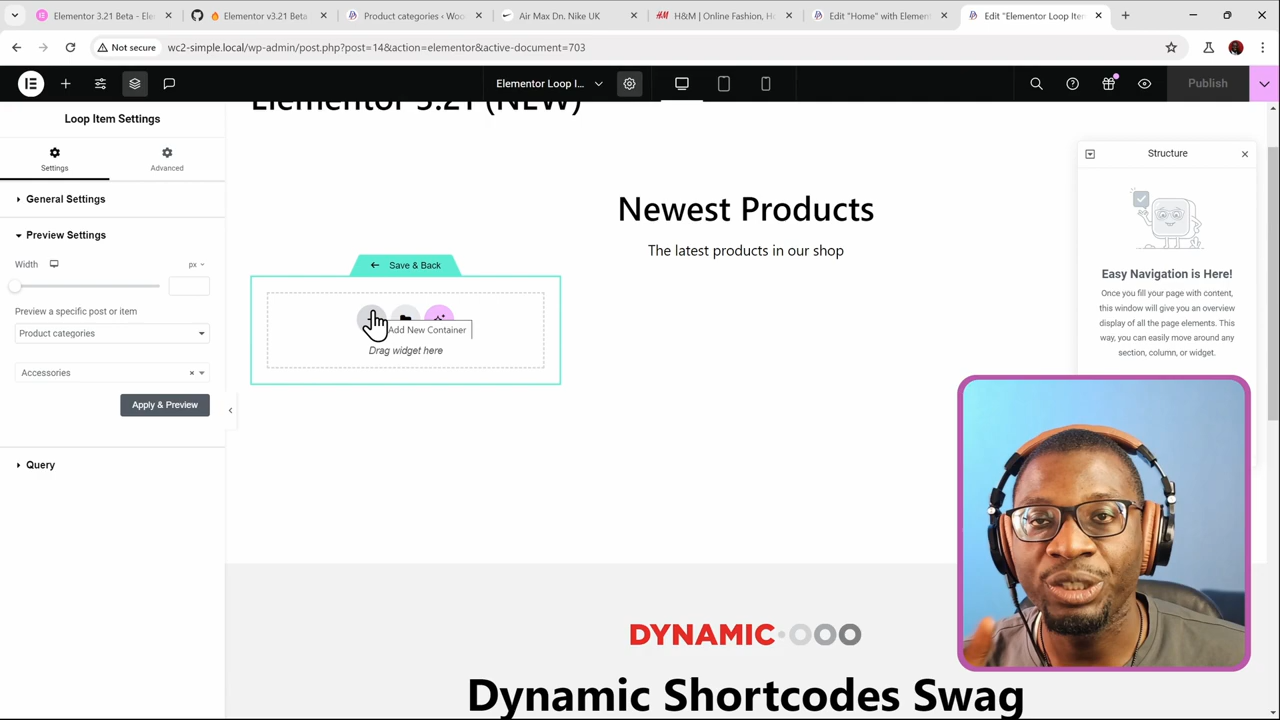 Elementor 3.21 Beta - Elem
Elementor v3.21 Beta
Product categories ‹ Woo
Air Max Dn. Nike UK
H&M | Online Fashion, H
Edit "Home" with Element
Edit "Elementor Loop Item
Not secure
wc2-simple.local/wp-admin/post.php?post=14&action=elementor&active-document=703
Elementor Loop I...
Publish
Loop Item Settings
Settings
Advanced
General Settings
Preview Settings
Width
px
Preview a specific post or item
Product categories
Accessories
Apply & Preview
Query
Elementor 3.21 (NEW)
Newest Products
The latest products in our shop
Save & Back
Add New Container
Drag widget here
Structure
Easy Navigation is Here!
Once you fill your page with content,
this window will give you an overview
display of all the page elements. This
way, you can easily move around any
section, column, or widget.
DYNAMIC
Dynamic Shortcodes Swag